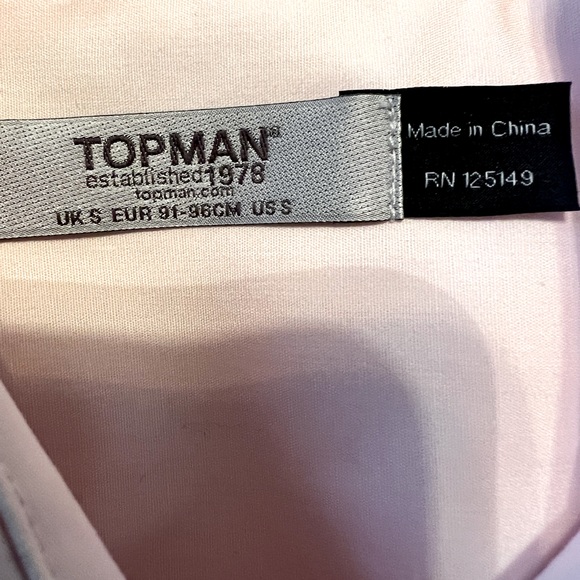 TOPMAN®
established1978
topman.com
UK S EUR 91-96CM US S
Made in China
RN 125149